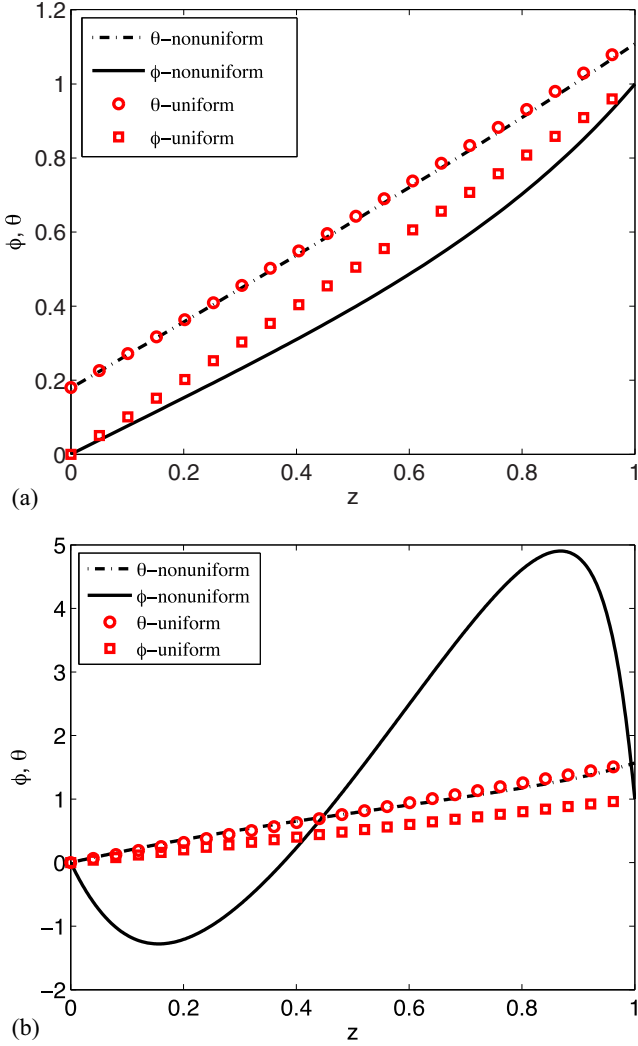 1.2
1
0.8
0.6
0.4
0.2
0
ϕ, θ
θ−nonuniform
ϕ−nonuniform
θ−uniform
ϕ−uniform
0 0.2 0.4 0.6 0.8 1
z
(a)
5
4
3
2
1
0
−1
−2
ϕ, θ
θ−nonuniform
ϕ−nonuniform
θ−uniform
ϕ−uniform
0 0.2 0.4 0.6 0.8 1
z
(b)